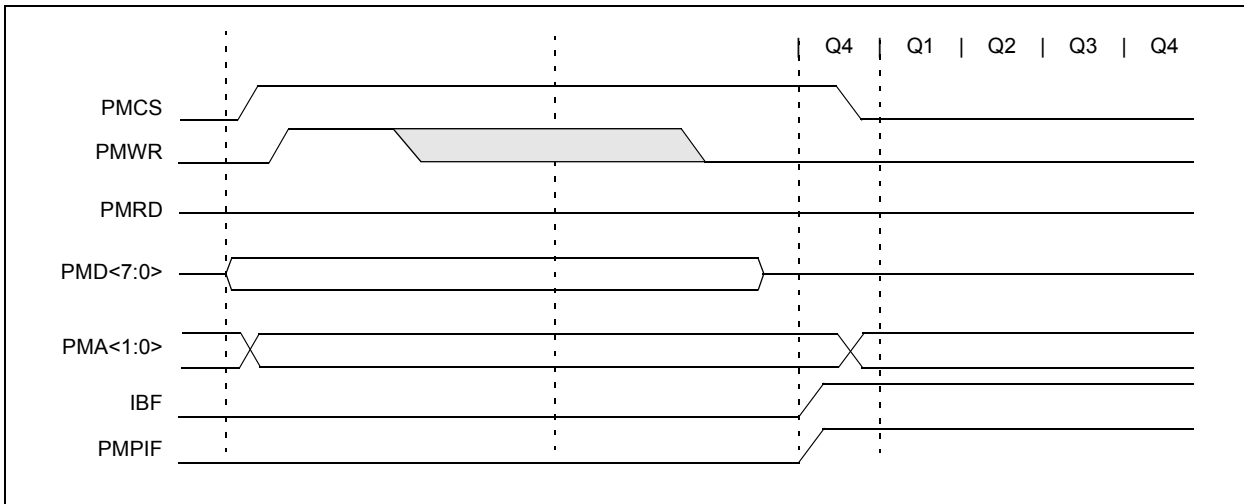 | Q4 | Q1 | Q2 | Q3 | Q4
PMCS
PMWR
PMRD
PMD<7:0>
PMA<1:0>
IBF
PMPIF